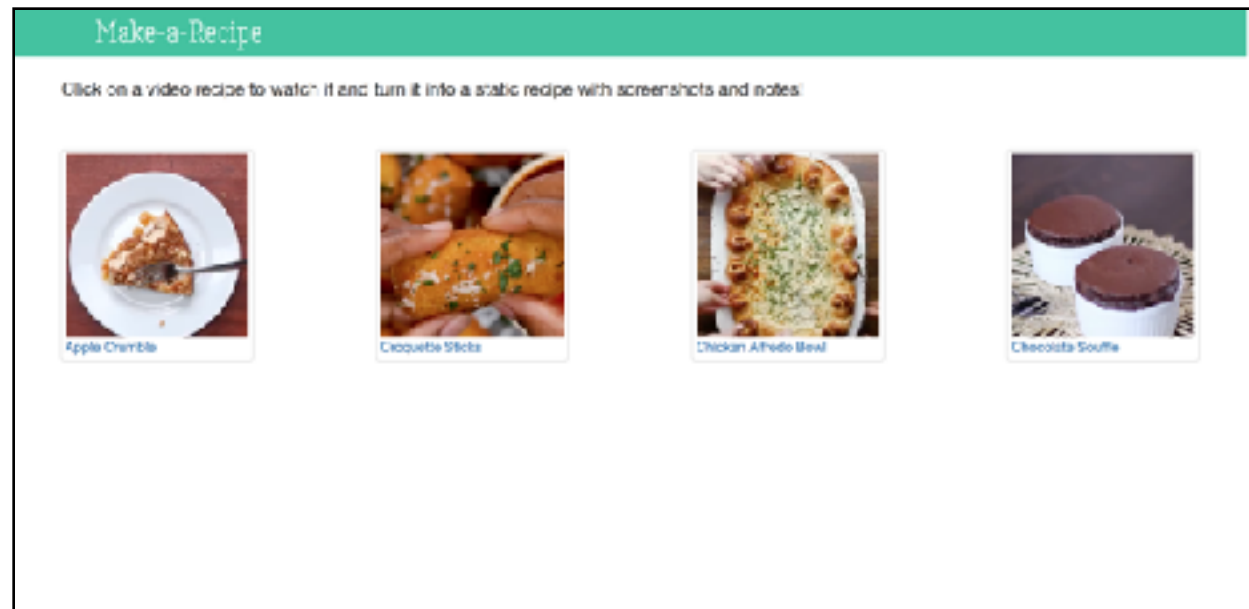 Make-a-Recipe
Click on a video recipe to watch it and turn it into a static recipe with screenshots and notes!
Apple Crumble
Croquette Sticks
Chicken Alfredo Bowl
Chocolate Souffle